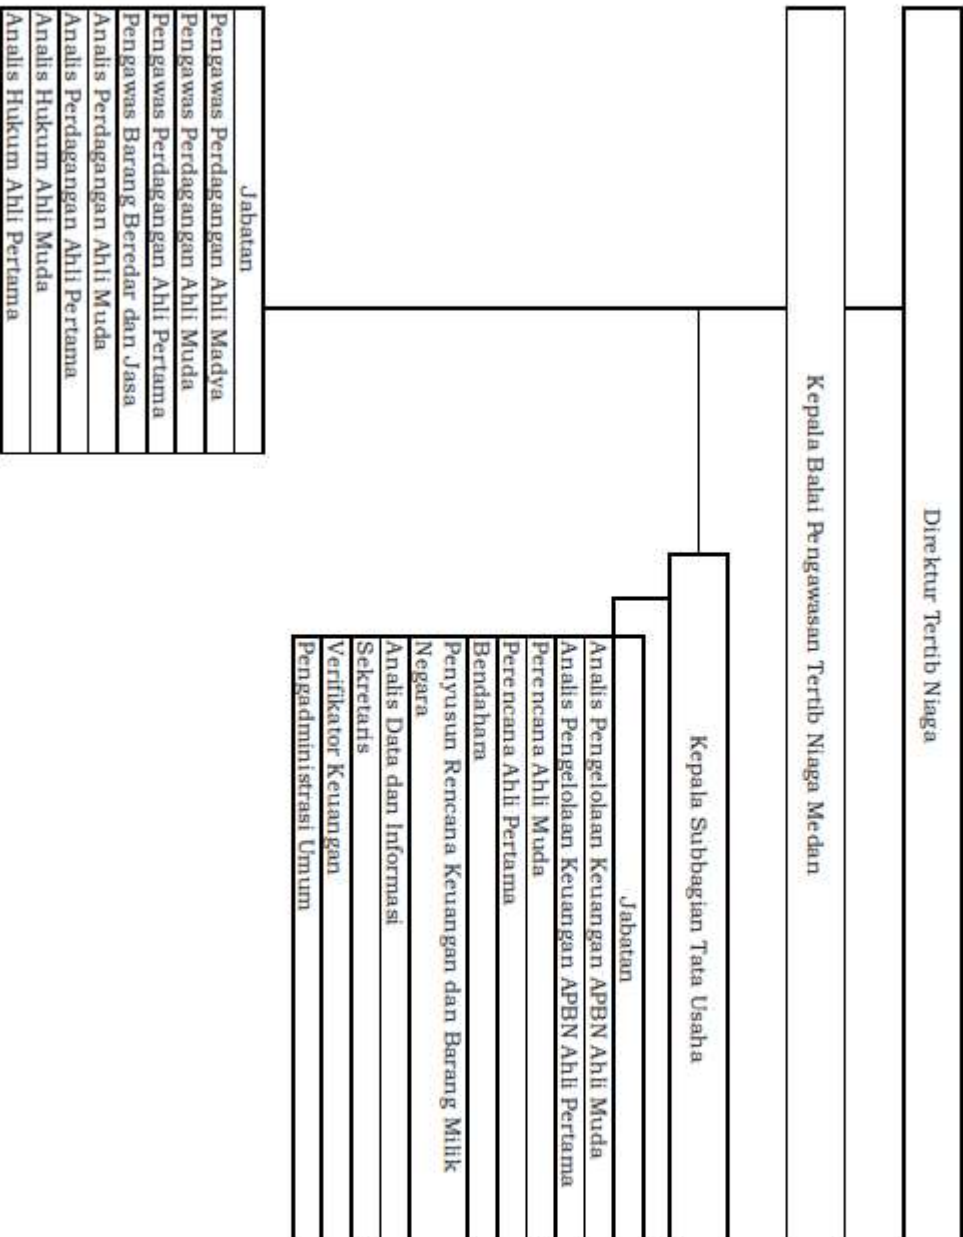 Direktur Tertib Niaga
Kepala Balai Pengawasan Tertib Niaga Medan
Kepala Subbagian Tata Usaha
Jabatan
Analis Pengelolaan Keuangan APBN Ahli Muda
Analis Pengelolaan Keuangan APBN Ahli Pertama
Perencana Ahli Muda
Perencana Ahli Pertama
Bendahara
Penyusun Rencana Keuangan dan Barang Milik
Negara
Analis Data dan Informasi
Sekretaris
Verifikator Keuangan
Pengadministrasi Umum
Jabatan
Pengawas Perdagangan Ahli Madya
Pengawas Perdagangan Ahli Muda
Pengawas Perdagangan Ahli Pertama
Pengawas Barang Beredar dan Jasa
Analis Perdagangan Ahli Muda
Analis Perdagangan Ahli Pertama
Analis Hukum Ahli Muda
Analis Hukum Ahli Pertama